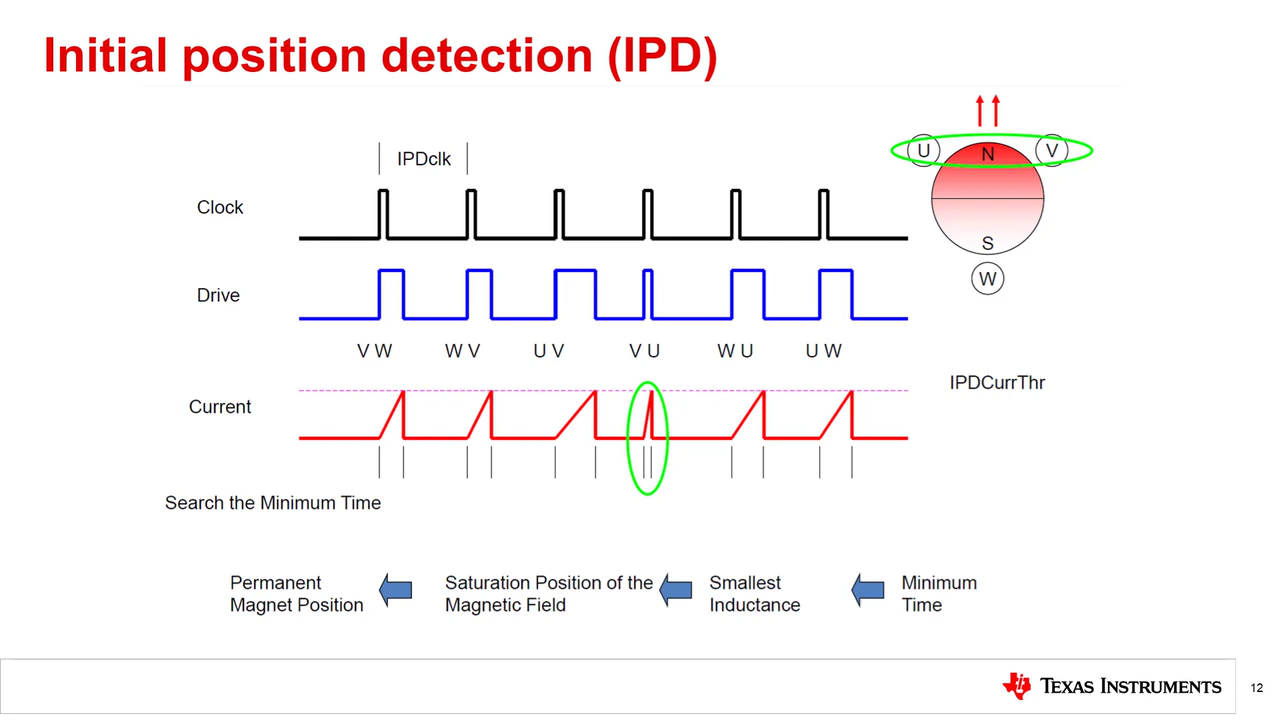 Initial position detection (IPD)
IPDclk
U
N
V
Clock
S
W
Drive
V W
W V
U V
V U
W U
U W
IPDCurrThr
Current
Search the Minimum Time
Permanent
Magnet Position
Saturation Position of the
Magnetic Field
Smallest
Inductance
Minimum
Time
TEXAS INSTRUMENTS
12